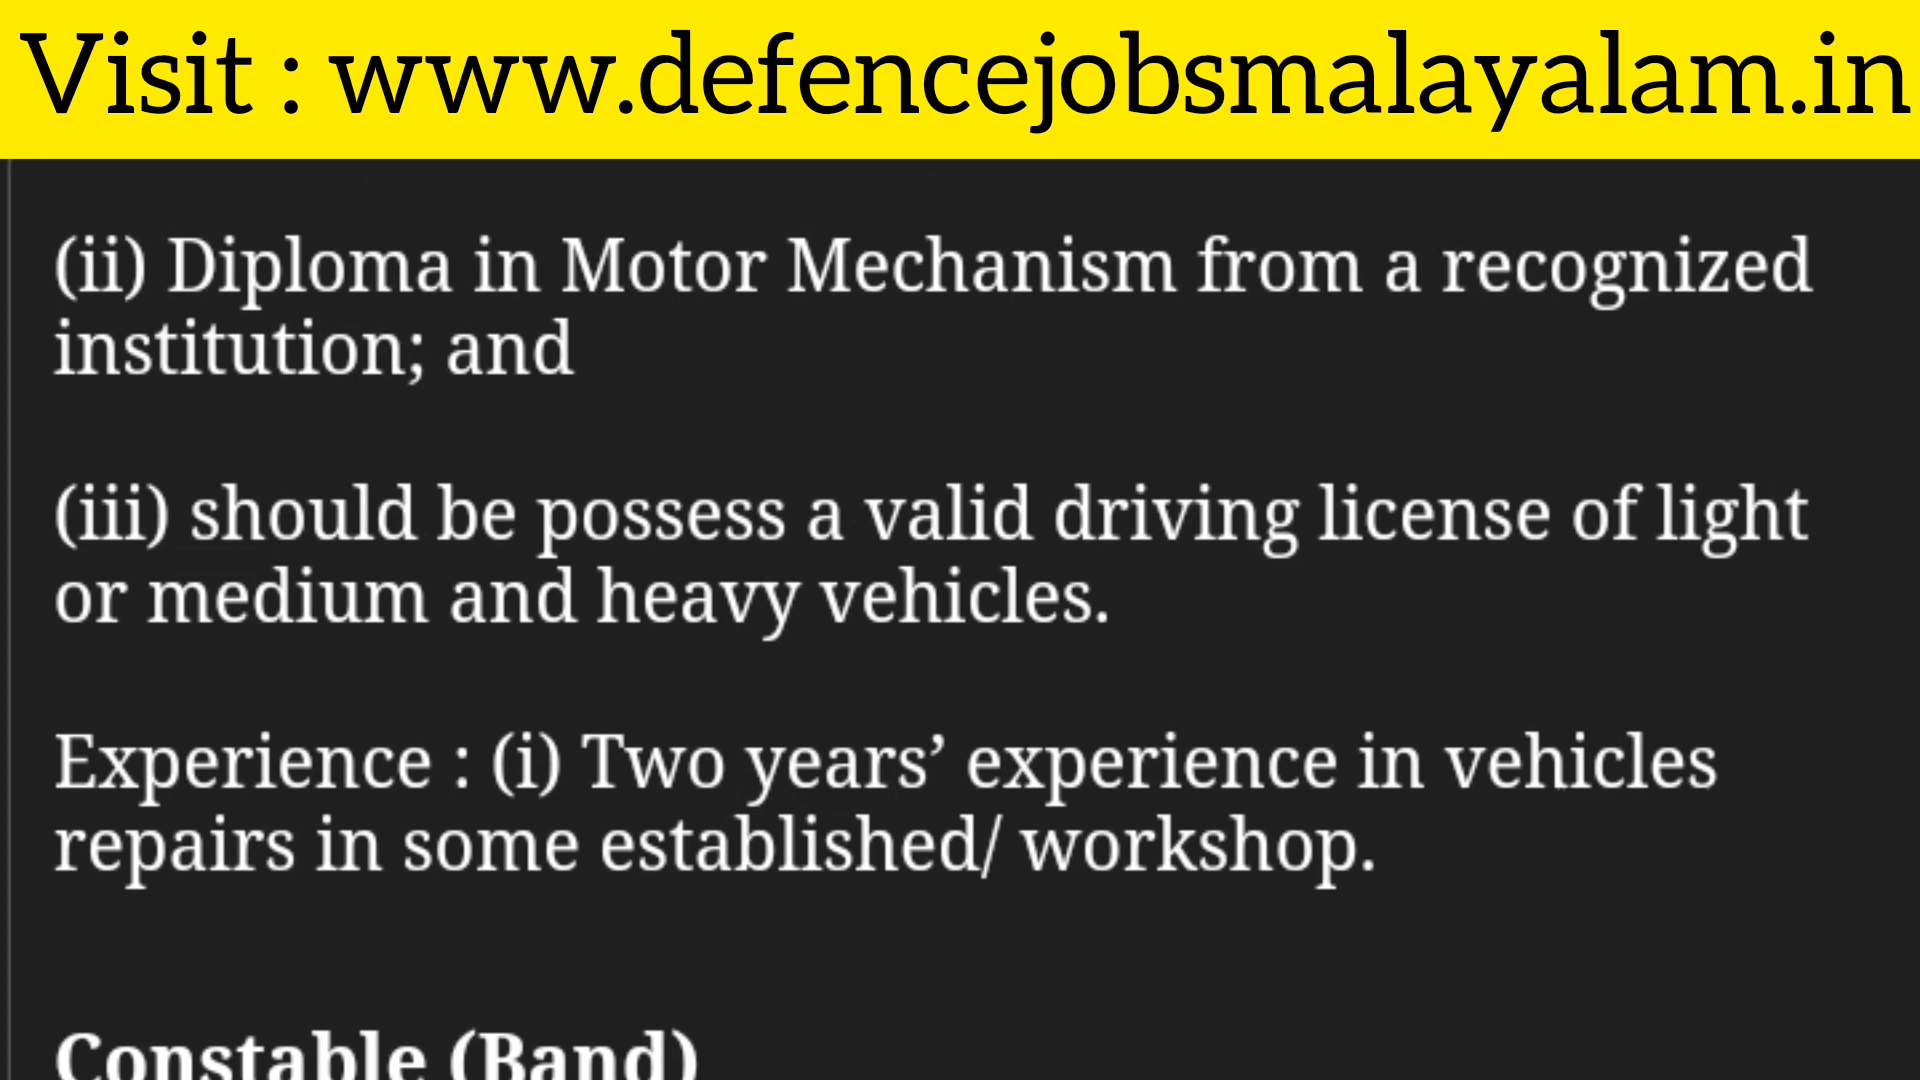 Visit : www.defencejobsmalayalam.in
(ii) Diploma in Motor Mechanism from a recognized
institution; and
(iii) should be possess a valid driving license of light
or medium and heavy vehicles.
Experience : (i) Two years’ experience in vehicles
repairs in some established/ workshop.
Constable (Band)